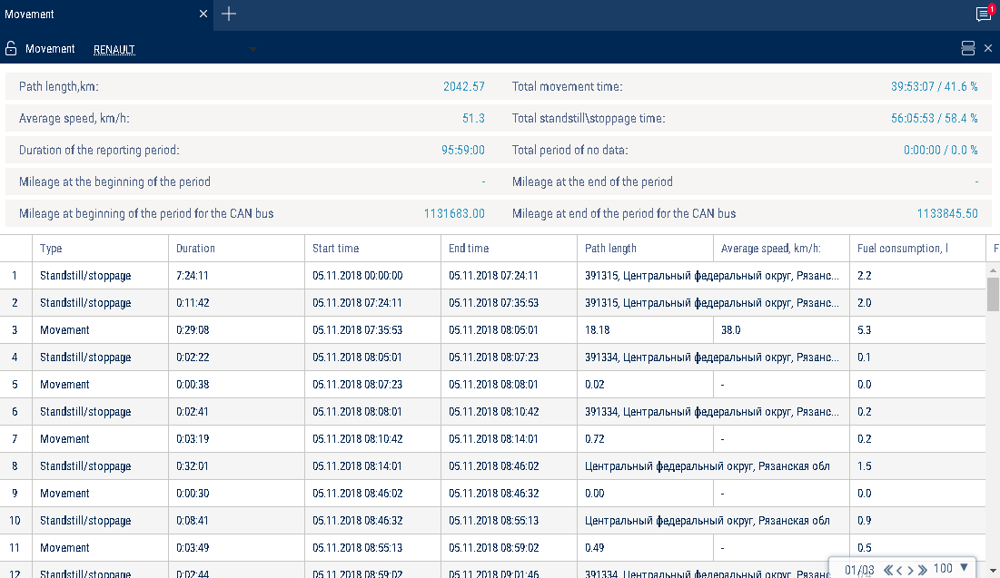 Movement
1
Movement RENAULT
Path length,km: 2042.57 Total movement time: 39:53:07 / 41.6 %
Average speed, km/h: 51.3 Total standstill\stoppage time: 56:05:53 / 58.4 %
Duration of the reporting period: 95:59:00 Total period of no data: 0:00:00 / 0.0 %
Mileage at the beginning of the period - Mileage at the end of the period -
Mileage at beginning of the period for the CAN bus 1131683.00 Mileage at end of the period for the CAN bus 1133845.50
Type Duration Start time End time Path length Average speed, km/h: Fuel consumption, l F
1 Standstill/stoppage 7:24:11 05.11.2018 00:00:00 05.11.2018 07:24:11 391315, Центральный федеральный округ, Рязанс... 2.2
2 Standstill/stoppage 0:11:42 05.11.2018 07:24:11 05.11.2018 07:35:53 391315, Центральный федеральный округ, Рязанс... 2.0
3 Movement 0:29:08 05.11.2018 07:35:53 05.11.2018 08:05:01 18.18 38.0 5.3
4 Standstill/stoppage 0:02:22 05.11.2018 08:05:01 05.11.2018 08:07:23 391334, Центральный федеральный округ, Рязанс... 0.1
5 Movement 0:00:38 05.11.2018 08:07:23 05.11.2018 08:08:01 0.02 - 0.0
6 Standstill/stoppage 0:02:41 05.11.2018 08:08:01 05.11.2018 08:10:42 391334, Центральный федеральный округ, Рязанс... 0.2
7 Movement 0:03:19 05.11.2018 08:10:42 05.11.2018 08:14:01 0.72 - 0.2
8 Standstill/stoppage 0:32:01 05.11.2018 08:14:01 05.11.2018 08:46:02 Центральный федеральный округ, Рязанская обл 1.5
9 Movement 0:00:30 05.11.2018 08:46:02 05.11.2018 08:46:32 0.00 - 0.0
10 Standstill/stoppage 0:08:41 05.11.2018 08:46:32 05.11.2018 08:55:13 Центральный федеральный округ, Рязанская обл 0.9
11 Movement 0:03:49 05.11.2018 08:55:13 05.11.2018 08:59:02 0.49 - 0.5
12 Standstill/stoppage 0:02:44 05.11.2018 08:59:02 05.11.2018 09:01:46 391334, Центральный федеральный округ, Рязанс...
01/03 100